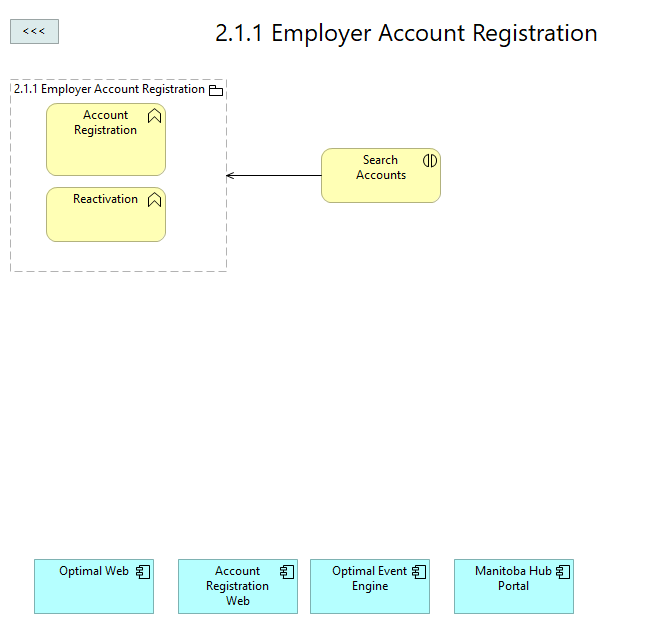 <<<
2.1.1 Employer Account Registration
2.1.1 Employer Account Registration
Account
Registration
Search
Accounts
Reactivation
Optimal Web
Account
Registration
Web
Optimal Event
Engine
Manitoba Hub
Portal